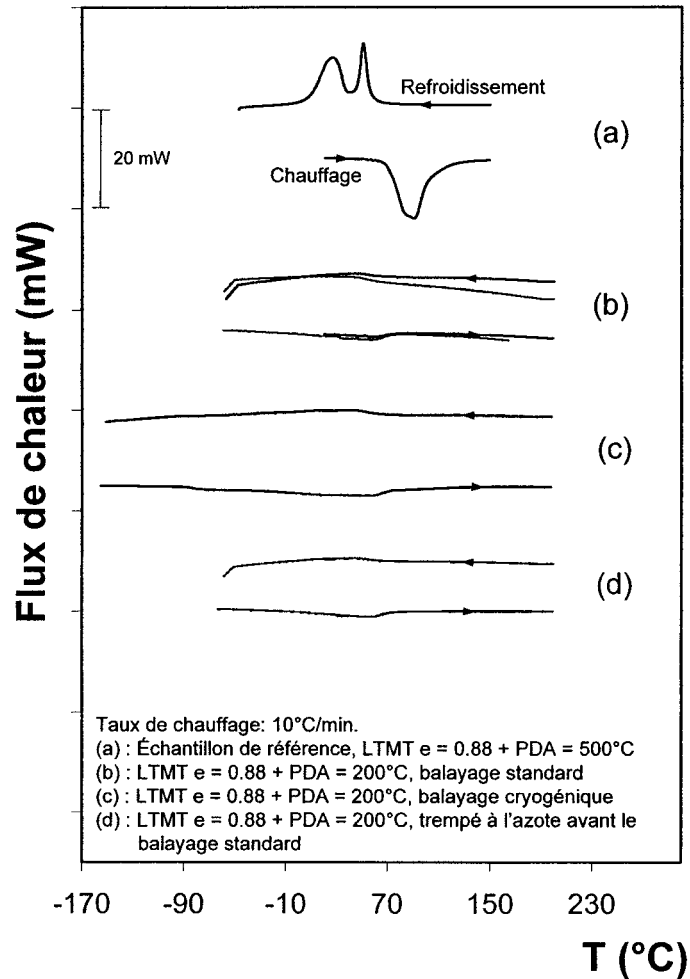 Refroidissement
(a)
20 mW
Chauffage
(b)
(c)
(d)
Flux de chaleur (mW)
Taux de chauffage: 10°C/min.
(a) : Échantillon de référence, LTMT e = 0.88 + PDA = 500°C
(b) : LTMT e = 0.88 + PDA = 200°C, balayage standard
(c) : LTMT e = 0.88 + PDA = 200°C, balayage cryogénique
(d) : LTMT e = 0.88 + PDA = 200°C, trempé à l'azote avant le
balayage standard
-170 -90 -10 70 150 230
T (°C)